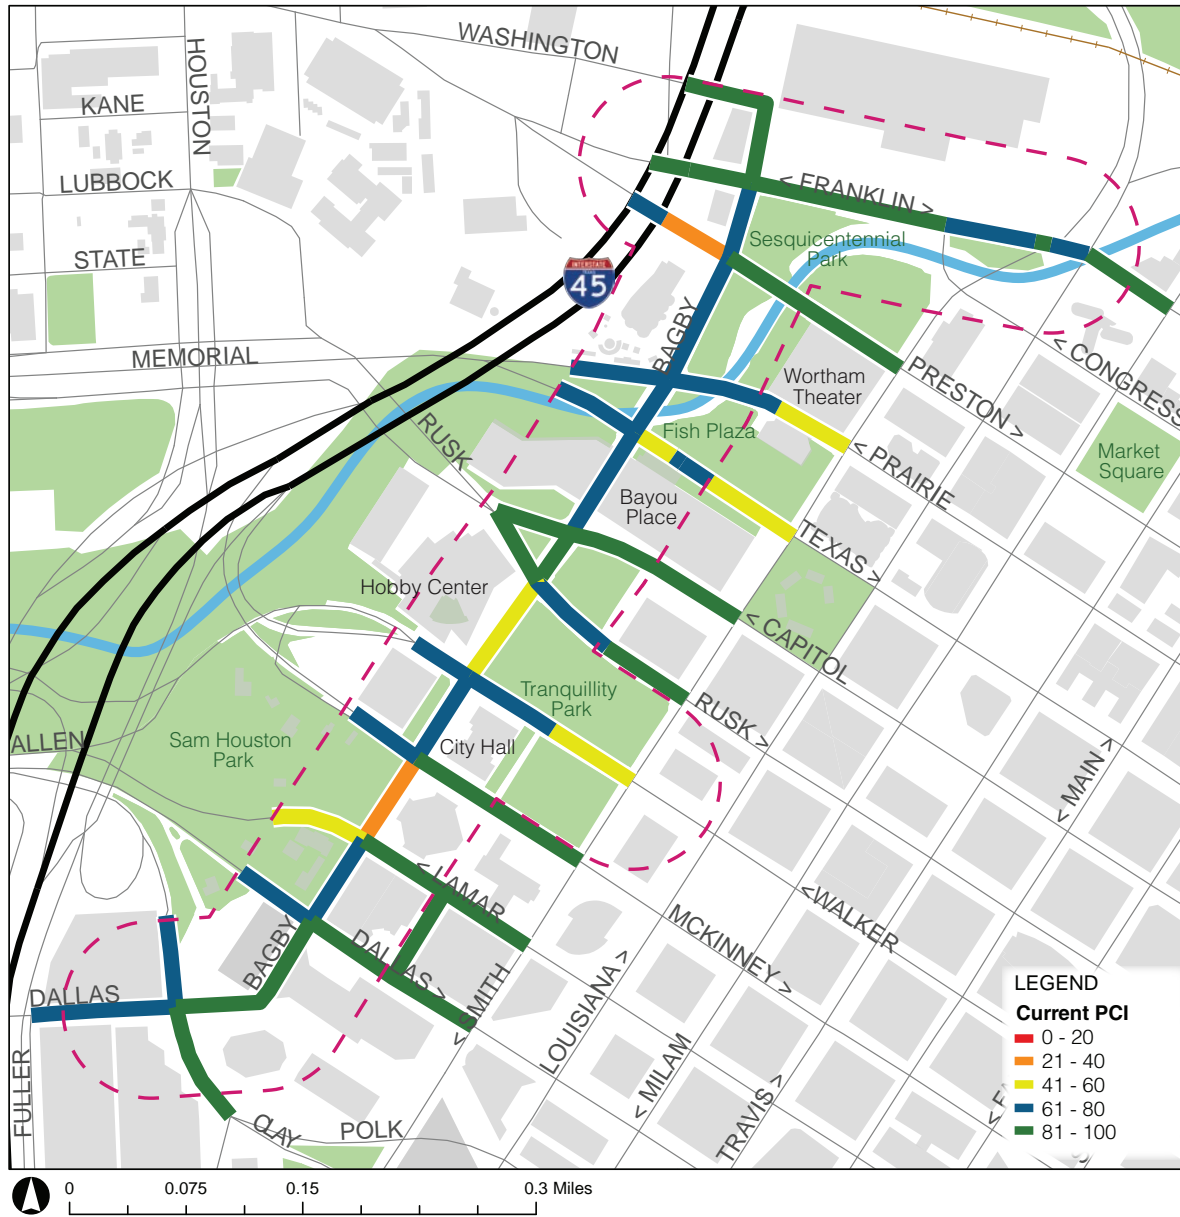 WASHINGTON
HOUSTON
KANE
LUBBOCK
STATE
MEMORIAL
< FRANKLIN >
Sesquicentennial
Park
INTERSTATE
45
BAGBY
< CONGRESS
Wortham
Theater
PRESTON >
Market
Square
RUSK
Fish Plaza
< PRAIRIE
Bayou
Place
TEXAS >
Hobby Center
< CAPITOL
Tranquillity
Park
RUSK >
ALLEN
Sam Houston
Park
City Hall
< MAIN >
< LAMAR
<WALKER
MCKINNEY >
BAGBY
DALLAS >
< SMITH
LOUISIANA >
DALLAS
FULLER
< MILAM
TRAVIS >
CLAY
POLK
LEGEND
Current PCI
0 - 20
21 - 40
41 - 60
61 - 80
81 - 100
0
0.075
0.15
0.3 Miles